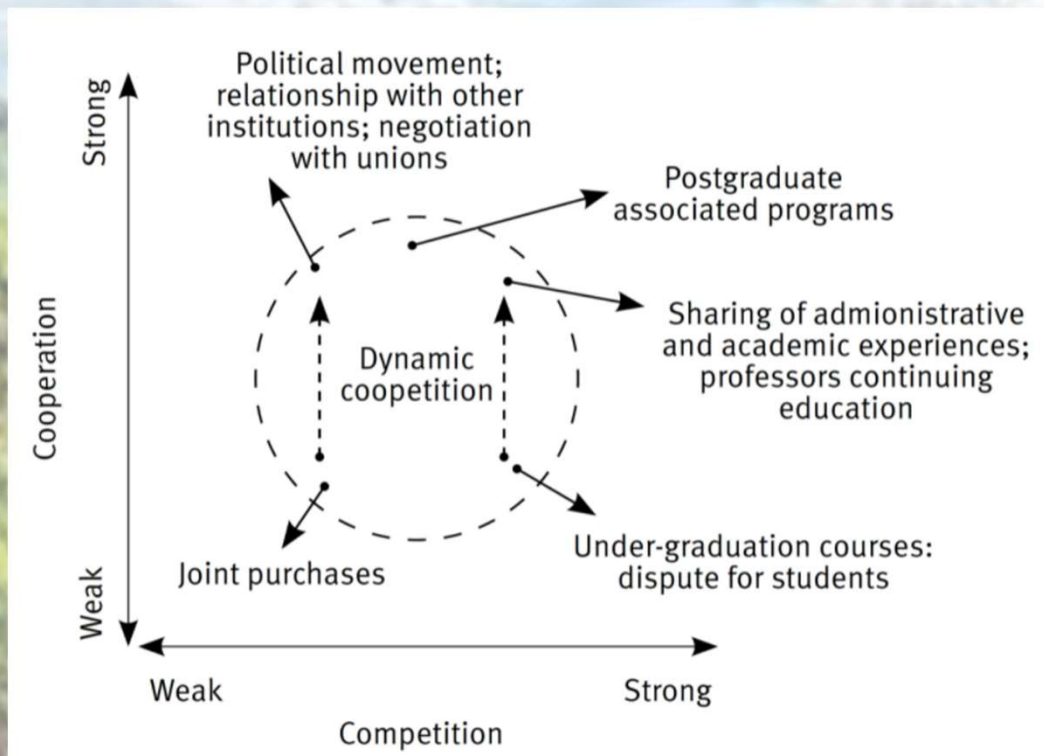 Political movement;
relationship with other
institutions; negotiation
with unions
Postgraduate
associated programs
Sharing of admionistrative
and academic experiences;
professors continuing
education
Dynamic
coopetition
Under-graduation courses:
dispute for students
Joint purchases
Strong
Cooperation
Weak
Weak
Strong
Competition